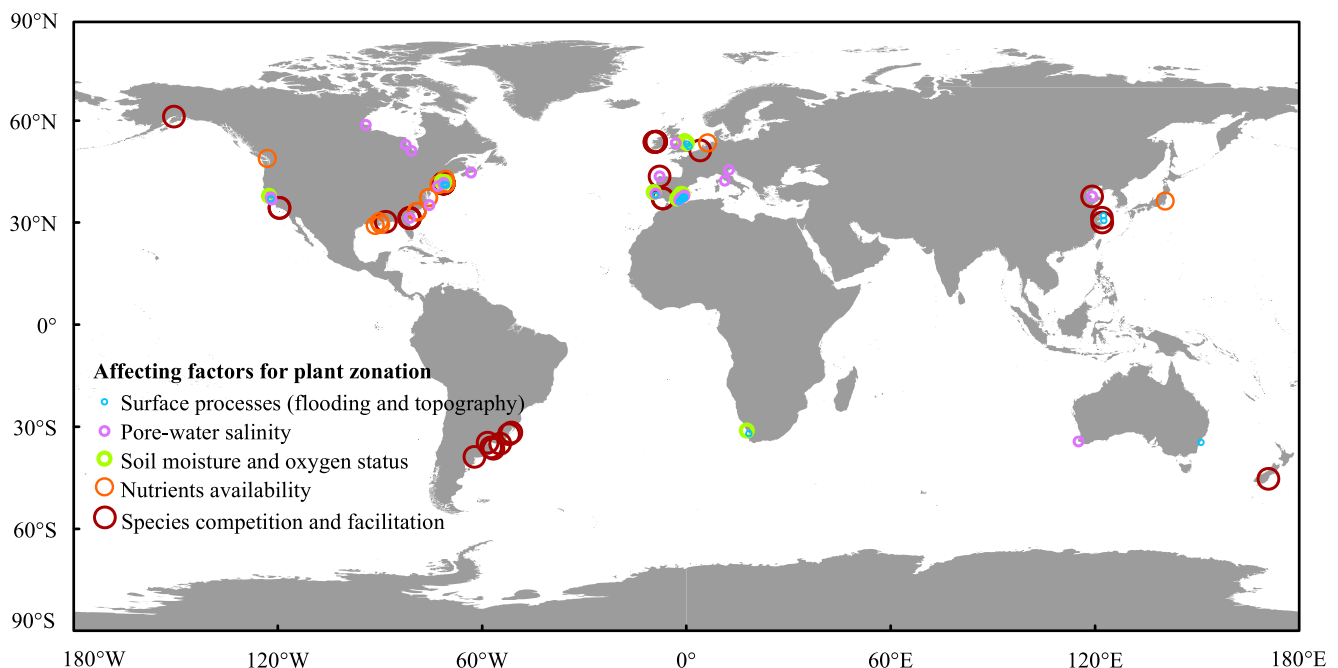 90°N
60°N
30°N
0°
30°S
60°S
90°S
Affecting factors for plant zonation
Surface processes (flooding and topography)
Pore-water salinity
Soil moisture and oxygen status
Nutrients availability
Species competition and facilitation
180°W 120°W 60°W 0° 60°E 120°E 180°E